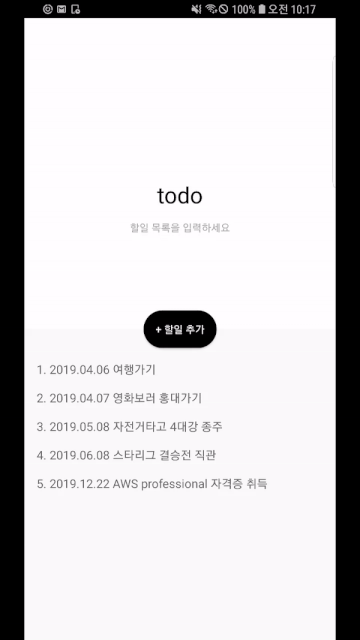 100% 오전 10:17
todo
할일 목록을 입력하세요
+ 할일 추가
1. 2019.04.06 여행가기
2. 2019.04.07 영화보러 홍대가기
3. 2019.05.08 자전거타고 4대강 종주
4. 2019.06.08 스타리그 결승전 직관
5. 2019.12.22 AWS professional 자격증 취득